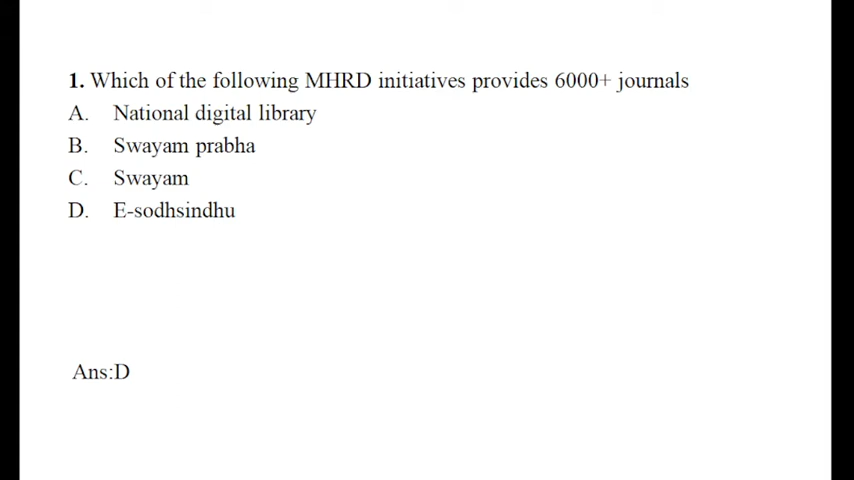 1. Which of the following MHRD initiatives provides 6000+ journals
A. National digital library
B. Swayam prabha
C. Swayam
D. E-sodhsindhu
Ans:D